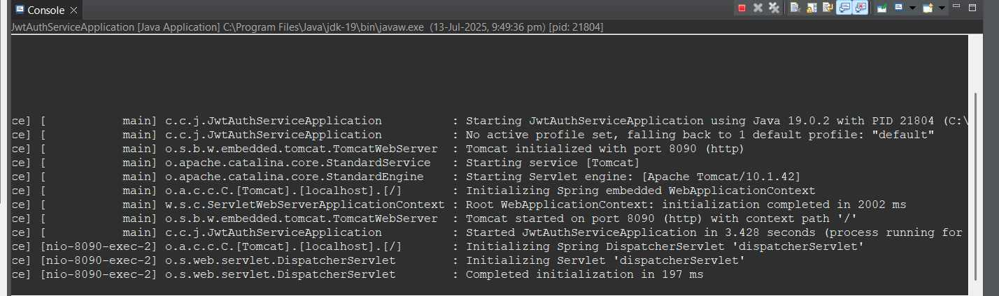 Console
JwtAuthServiceApplication [Java Application] C:\Program Files\Java\jdk-19\bin\javaw.exe (13-Jul-2025, 9:49:36 pm) [pid: 21804]
ce] [           main] c.c.j.JwtAuthServiceApplication          : Starting JwtAuthServiceApplication using Java 19.0.2 with PID 21804 (C:\
ce] [           main] c.c.j.JwtAuthServiceApplication          : No active profile set, falling back to 1 default profile: "default"
ce] [           main] o.s.b.w.embedded.tomcat.TomcatWebServer  : Tomcat initialized with port 8090 (http)
ce] [           main] o.apache.catalina.core.StandardService   : Starting service [Tomcat]
ce] [           main] o.apache.catalina.core.StandardEngine    : Starting Servlet engine: [Apache Tomcat/10.1.42]
ce] [           main] o.a.c.c.C.[Tomcat].[localhost].[/]       : Initializing Spring embedded WebApplicationContext
ce] [           main] w.s.c.ServletWebServerApplicationContext : Root WebApplicationContext: initialization completed in 2002 ms
ce] [           main] o.s.b.w.embedded.tomcat.TomcatWebServer  : Tomcat started on port 8090 (http) with context path '/'
ce] [           main] c.c.j.JwtAuthServiceApplication          : Started JwtAuthServiceApplication in 3.428 seconds (process running for
ce] [nio-8090-exec-2] o.a.c.c.C.[Tomcat].[localhost].[/]       : Initializing Spring DispatcherServlet 'dispatcherServlet'
ce] [nio-8090-exec-2] o.s.web.servlet.DispatcherServlet        : Initializing Servlet 'dispatcherServlet'
ce] [nio-8090-exec-2] o.s.web.servlet.DispatcherServlet        : Completed initialization in 197 ms